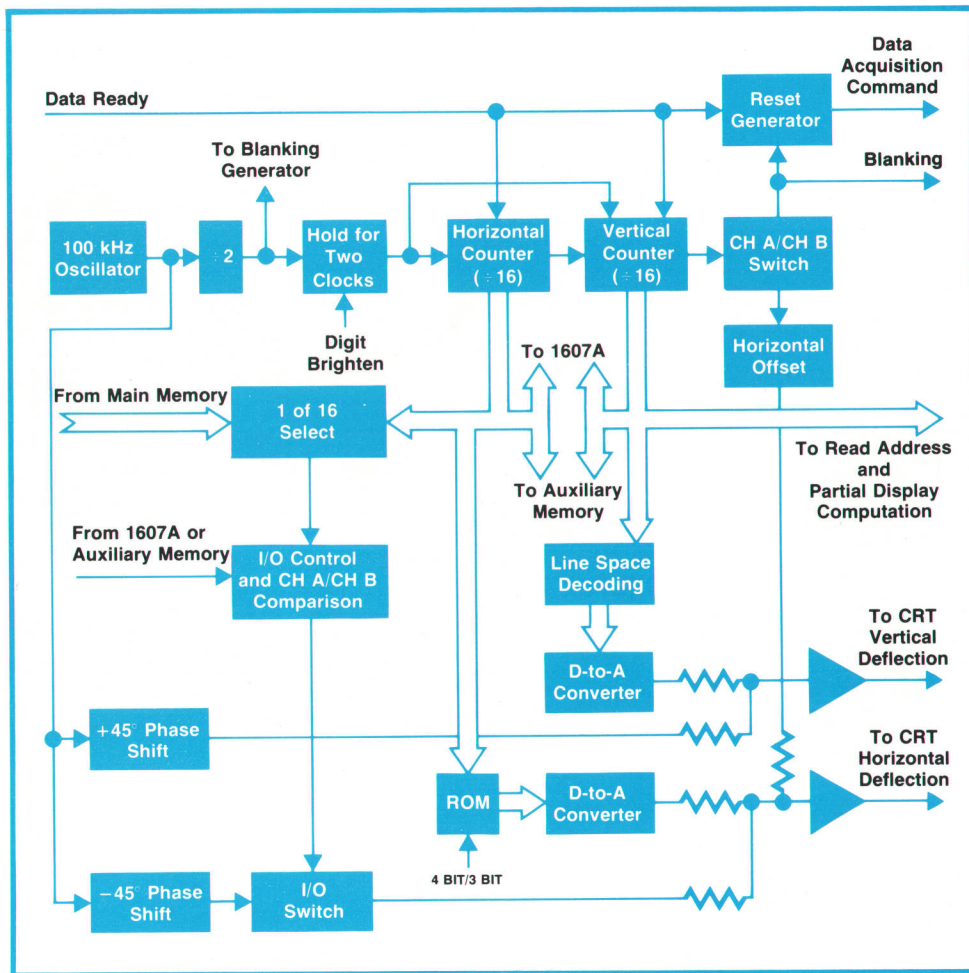 Data
Acquisition
Command
Data Ready
Reset
Generator
To Blanking
Generator
Blanking
100 kHz
Oscillator
÷2
Hold for
Two
Clocks
Horizontal
Counter
(÷16)
Vertical
Counter
(÷16)
CH A/CH B
Switch
Digit
Brighten
To 1607A
Horizontal
Offset
From Main Memory
1 of 16
Select
To Auxiliary
Memory
To Read Address
and
Partial Display
Computation
From 1607A or
Auxiliary Memory
I/O Control
and CH A/CH B
Comparison
Line Space
Decoding
To CRT
Vertical
Deflection
D-to-A
Converter
+45° Phase
Shift
To CRT
Horizontal
Deflection
ROM
D-to-A
Converter
4 BIT/3 BIT
−45° Phase
Shift
I/O
Switch